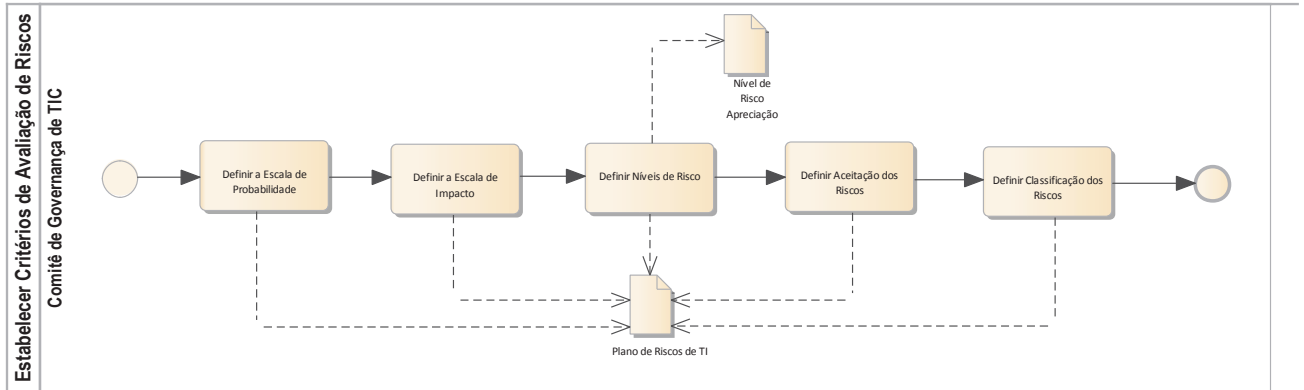 Estabelecer Critérios de Avaliação de Riscos
Comitê de Governança de TIC
Nível de
Risco
Apreciação
Definir a Escala de
Probabilidade
Definir a Escala de
Impacto
Definir Níveis de Risco
Definir Aceitação dos
Riscos
Definir Classificação dos
Riscos
Plano de Riscos de TI